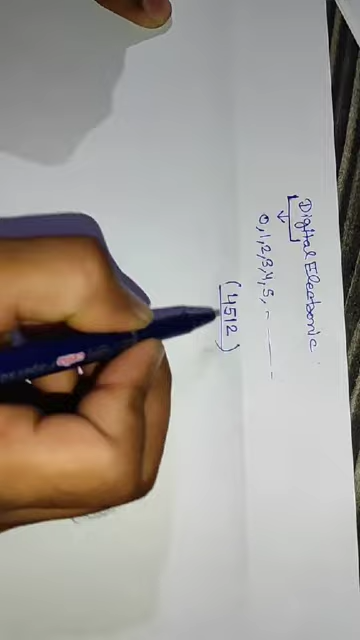 Digital Electronic
0,1,2,3,4,5, - ——— -
(4512)